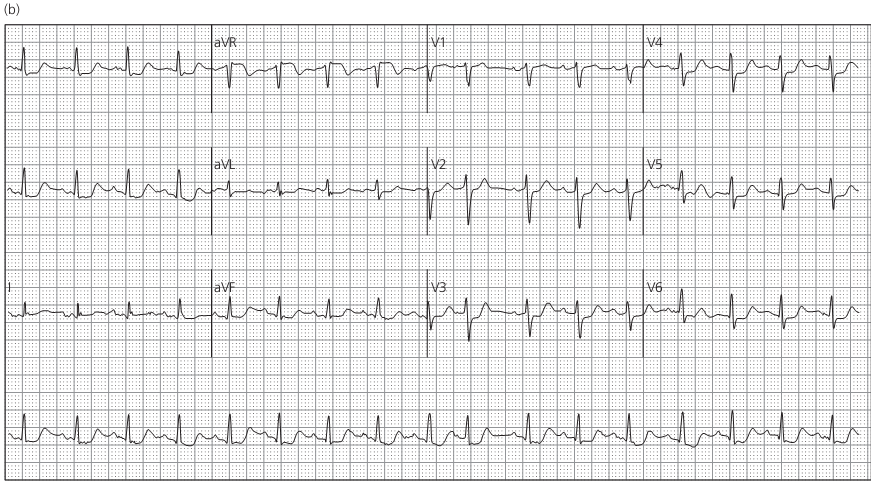 (b)
aVR V1 V4
aVL V2 V5
I aVF V3 V6